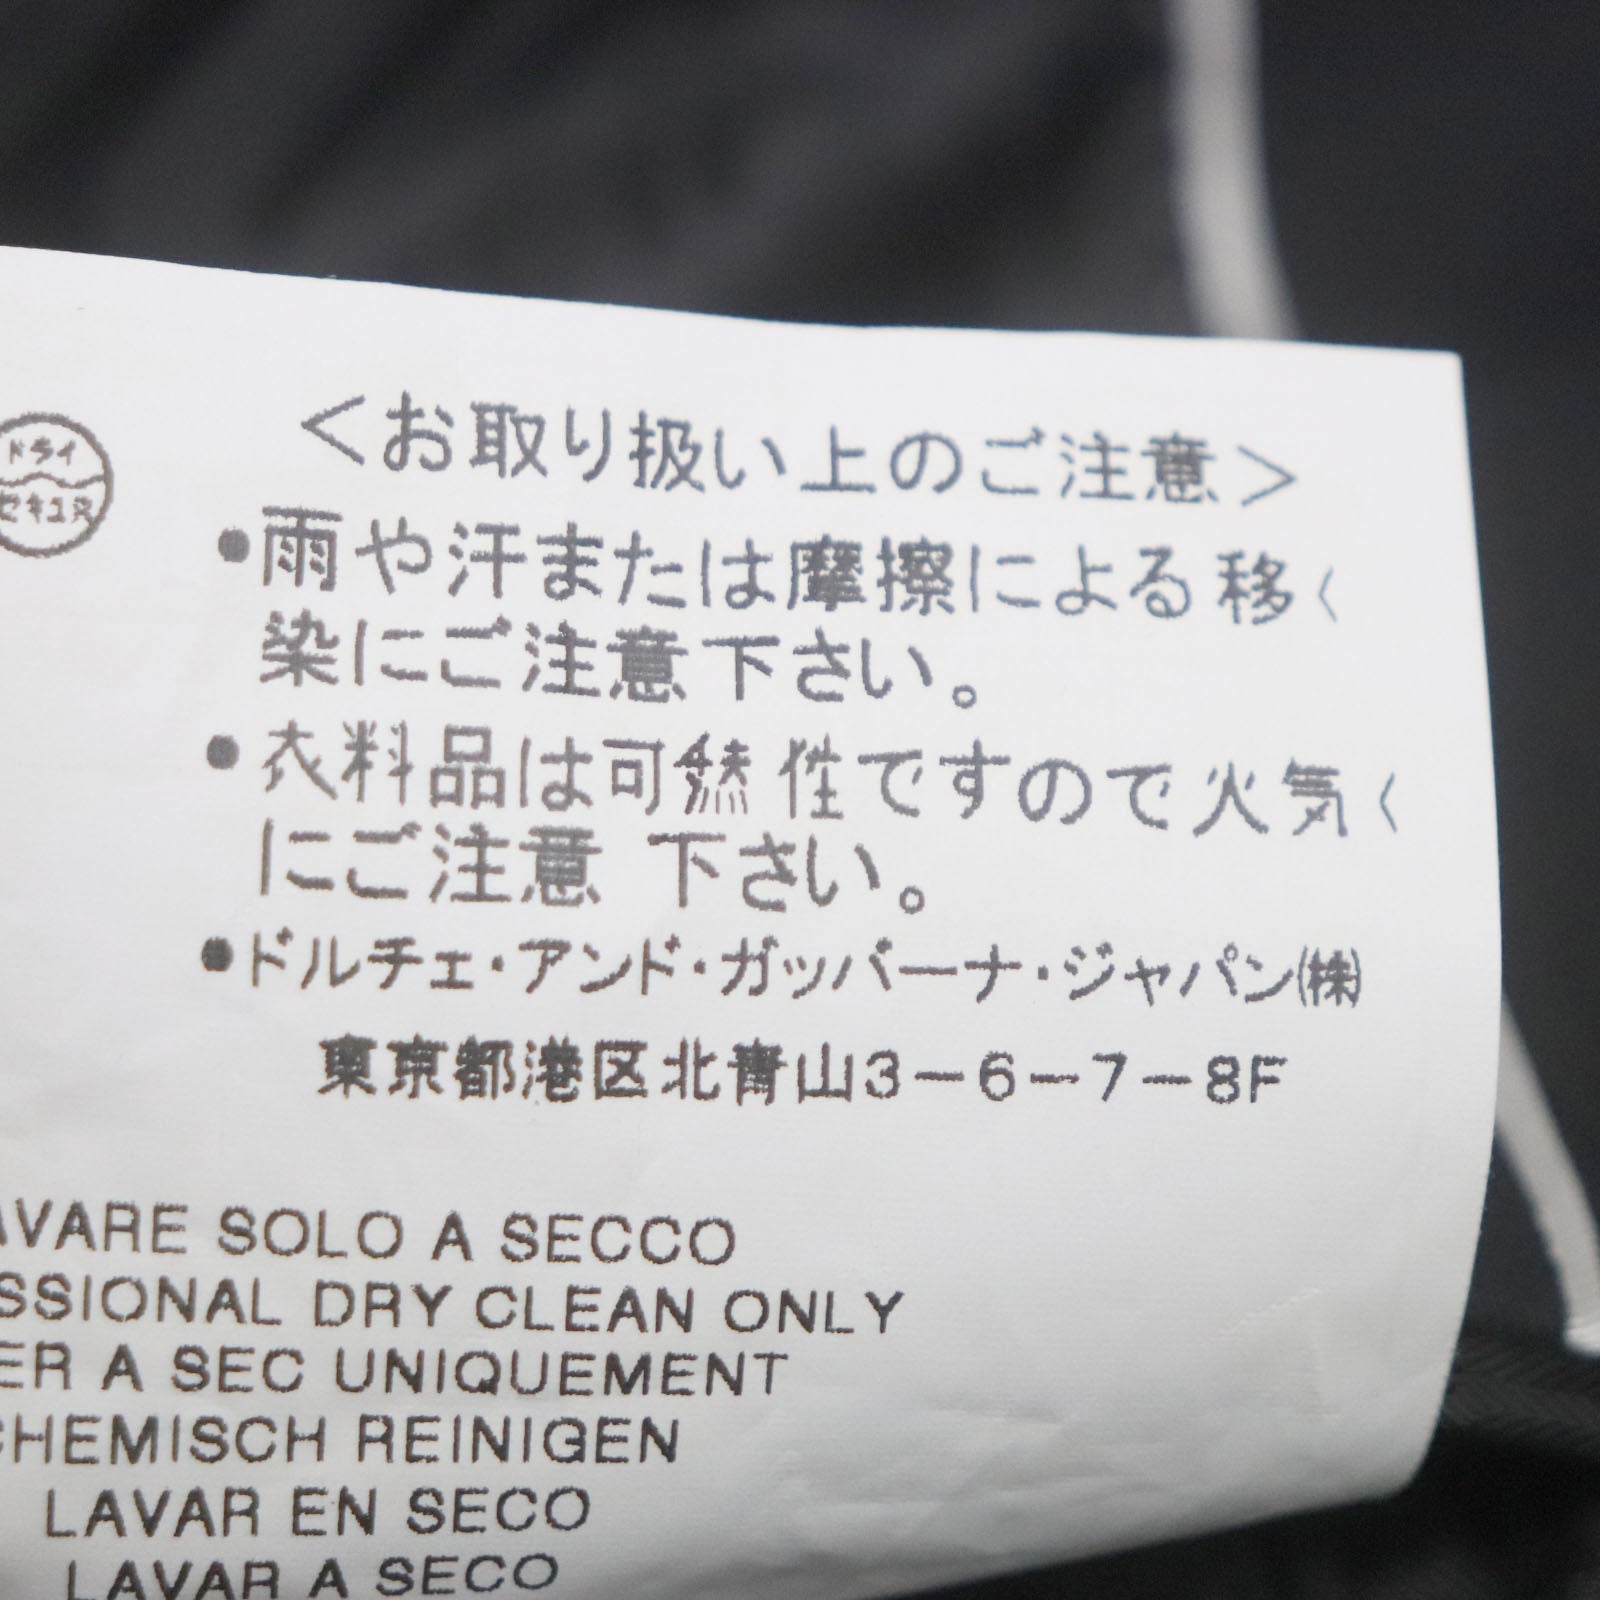 ドライ
セキユ系
<お取り扱い上のご注意>
●雨や汗または摩擦による移く
染にご注意下さい。
●衣料品は可燃性ですので火気く
にご注意 下さい。
●ドルチェ・アンド・ガッバーナ・ジャパン(株)
東京都港区北青山3-6-7-8F
AVARE SOLO A SECCO
SSIONAL DRY CLEAN ONLY
ER A SEC UNIQUEMENT
CHEMISCH REINIGEN
LAVAR EN SECO
LAVAR A SECO